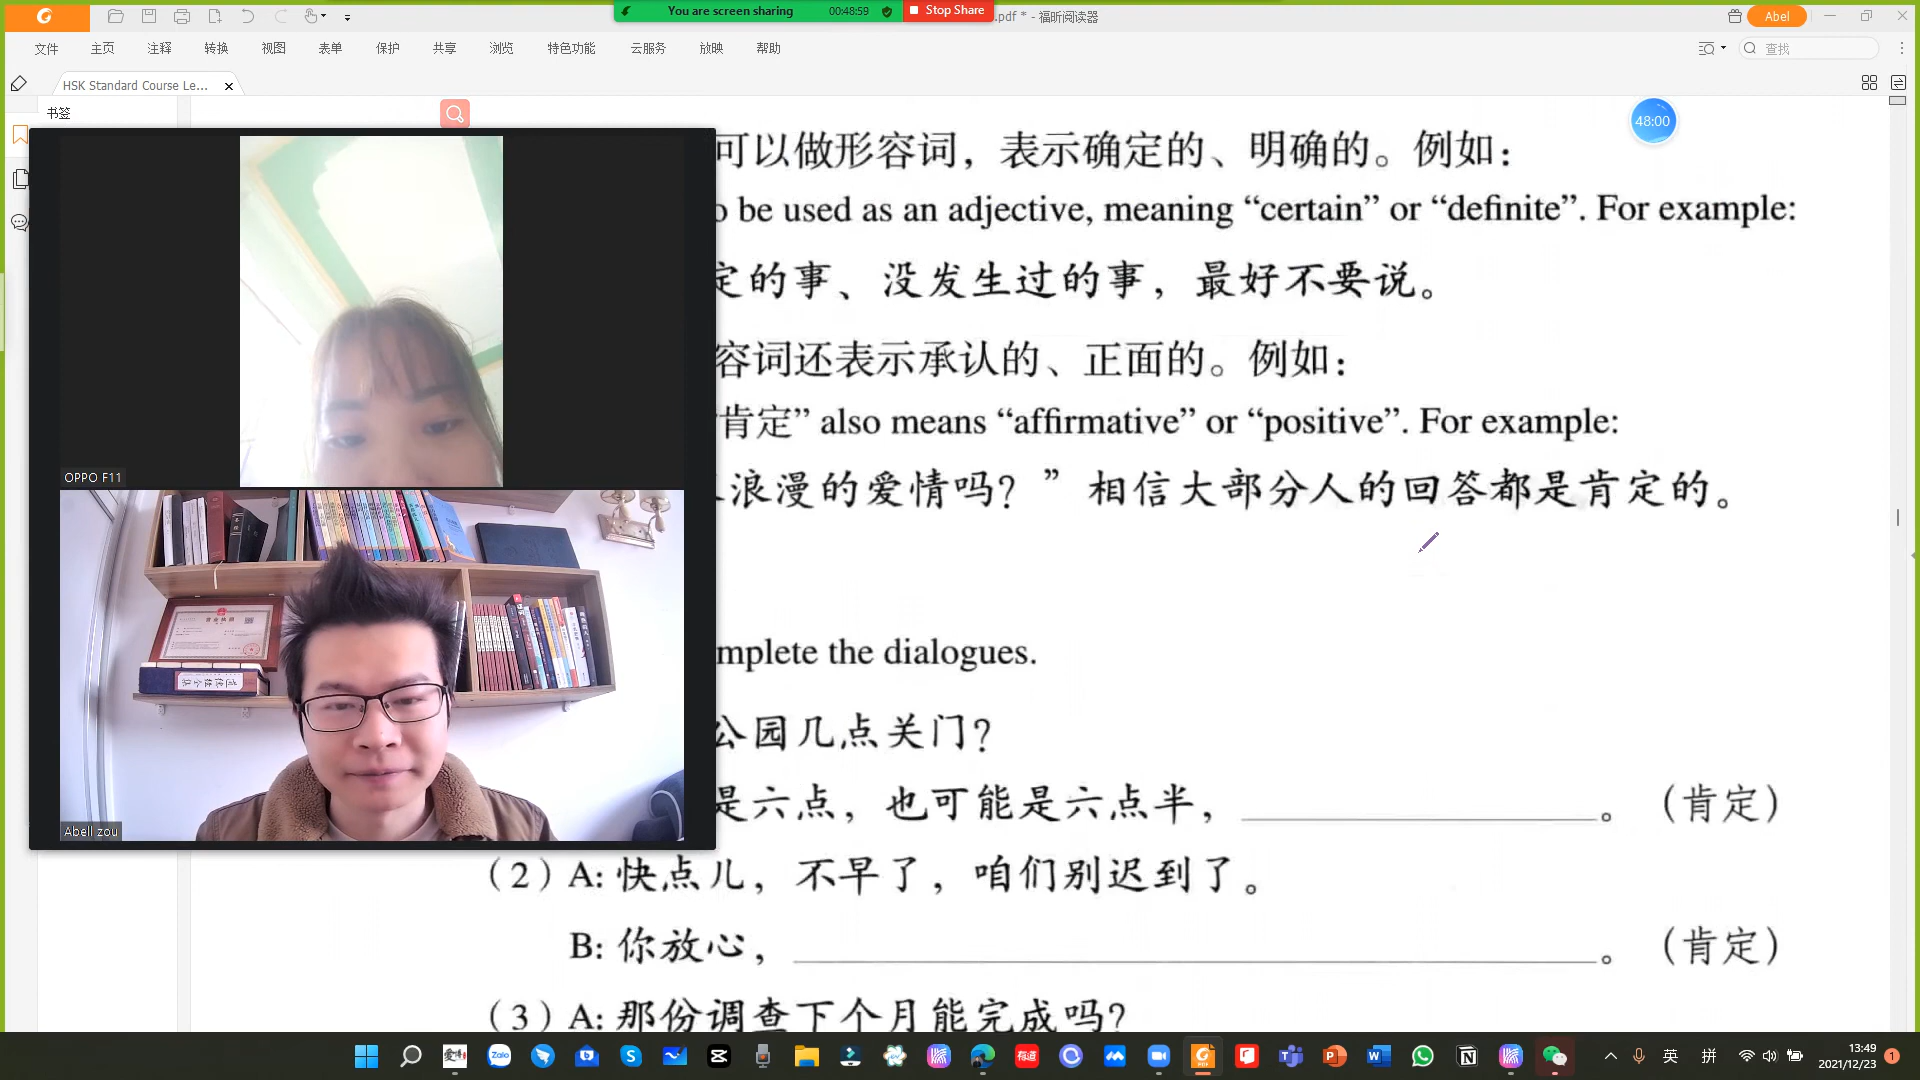 You are screen sharing 00:48:59 Stop Share
.pdf * - 福昕阅读器
Abel
文件 主页 注释 转换 视图 表单 保护 共享 浏览 特色功能 云服务 放映 帮助
查找
HSK Standard Course Le...
书签
48:00
可以做形容词，表示确定的、明确的。例如：
o be used as an adjective, meaning “certain” or “definite”. For example:
定的事、没发生过的事，最好不要说。
容词还表示承认的、正面的。例如：
“肯定” also means “affirmative” or “positive”. For example:
浪漫的爱情吗？”相信大部分人的回答都是肯定的。
OPPO F11
mplete the dialogues.
公园几点关门？
是六点，也可能是六点半，____。（肯定）
Abell zou
（2）A: 快点儿，不早了，咱们别迟到了。
B: 你放心，____。（肯定）
（3）A: 那份调查下个月能完成吗？
Zalo
有道
英 拼
13:49
2021/12/23
1